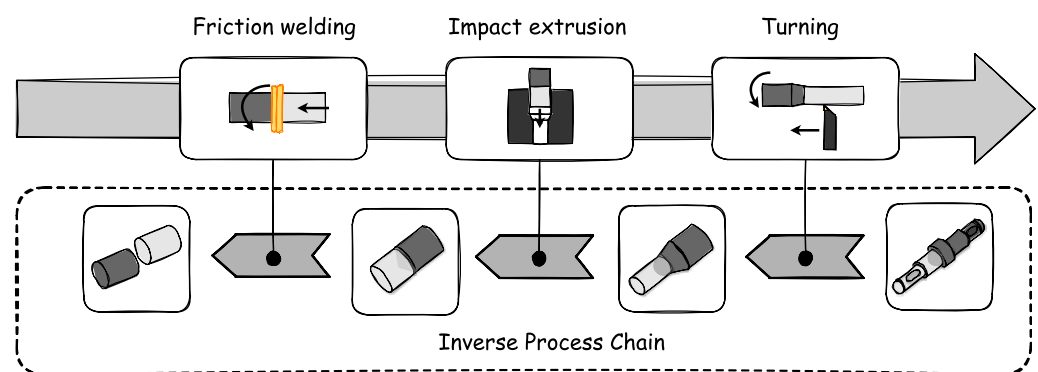 Friction welding
Impact extrusion
Turning
Inverse Process Chain